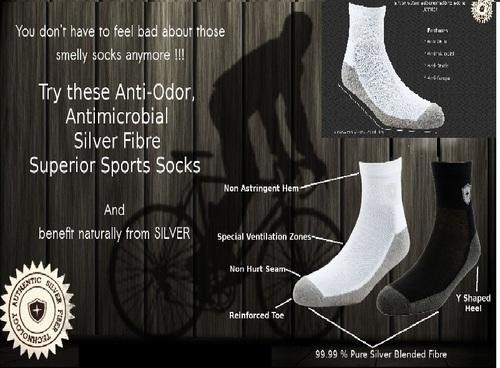 You don't have to feel bad about those
smelly socks anymore !!!
Try these Anti-Odor,
Antimicrobial
Silver Fibre
Superior Sports Socks
And
benefit naturally from SILVER
AUTHENTIC SILVER FIBER TECHNOLOGY
Features
Non Astringent Hem
Special Ventilation Zones
Non Hurt Seam
Reinforced Toe
Y Shaped
Heel
99.99 % Pure Silver Blended Fibre